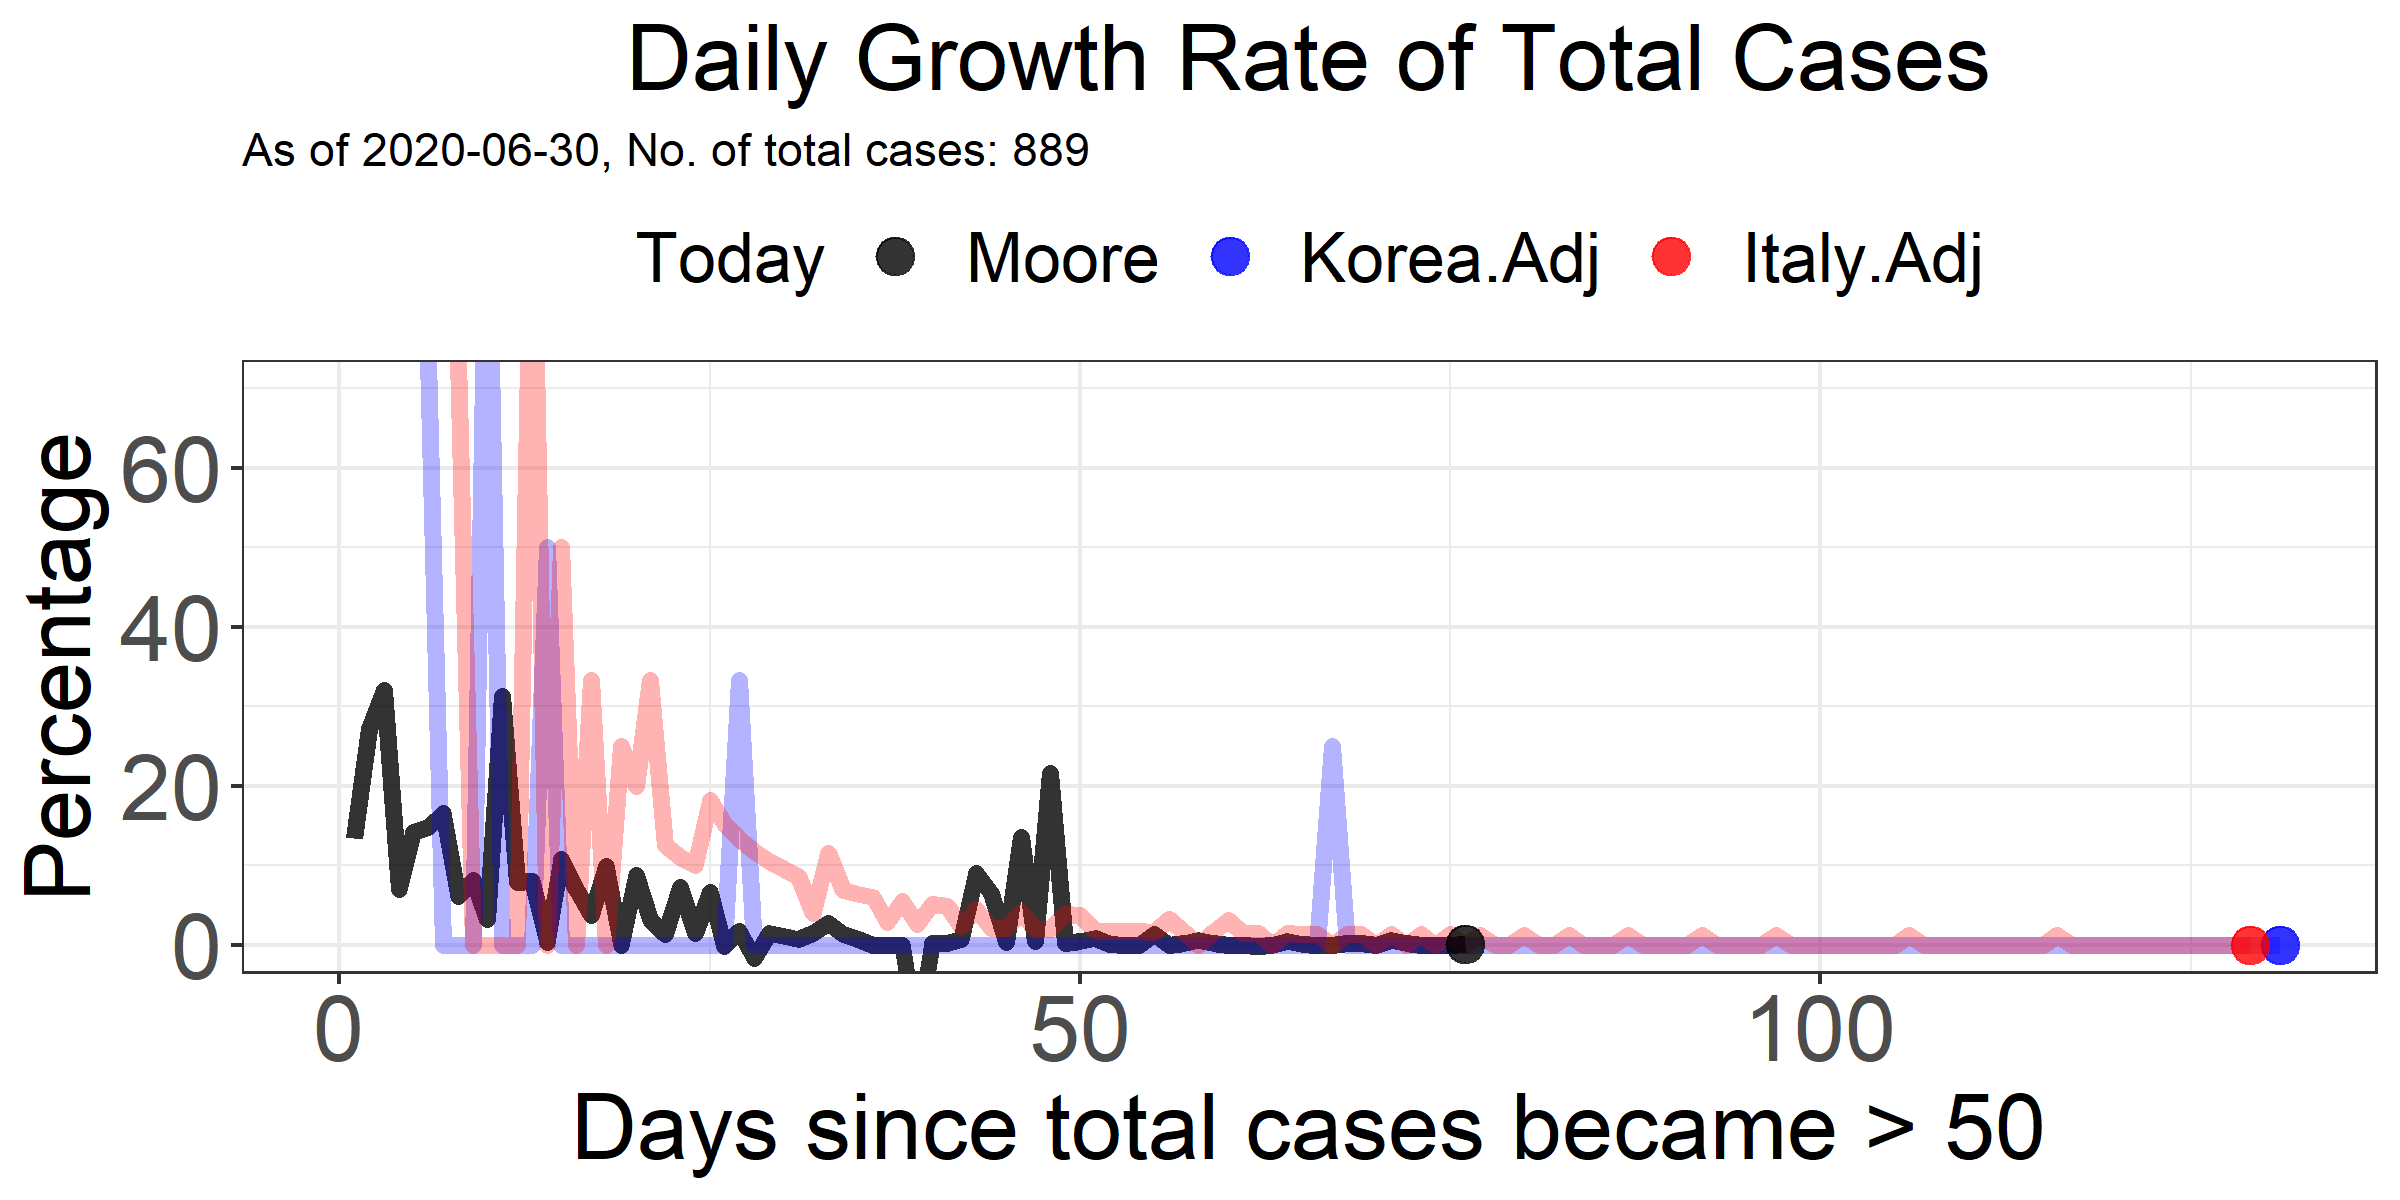 Daily Growth Rate of Total Cases
As of 2020-06-30, No. of total cases: 889
Today Moore Korea.Adj Italy.Adj
Percentage
60
40
20
0
0 50 100
Days since total cases became > 50